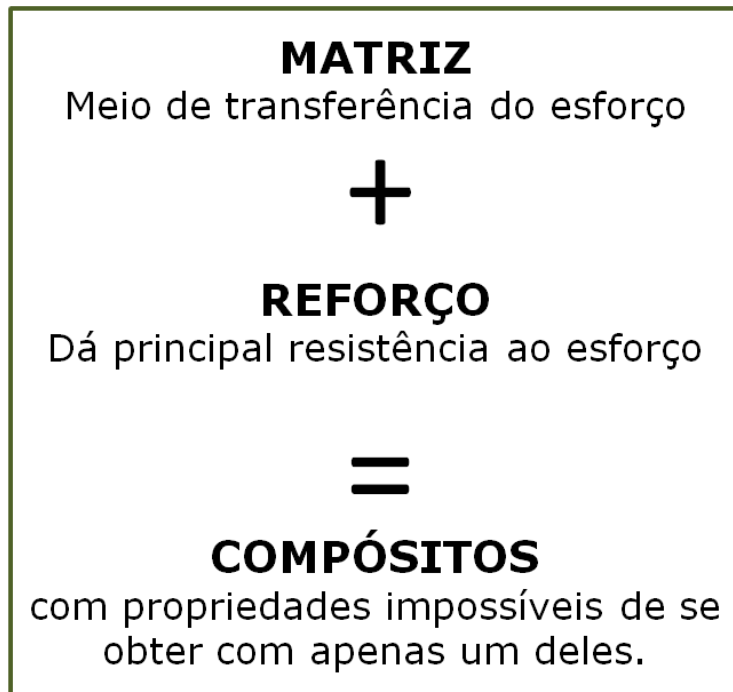 MATRIZ
Meio de transferência do esforço
+
REFORÇO
Dá principal resistência ao esforço
=
COMPÓSITOS
com propriedades impossíveis de se
obter com apenas um deles.